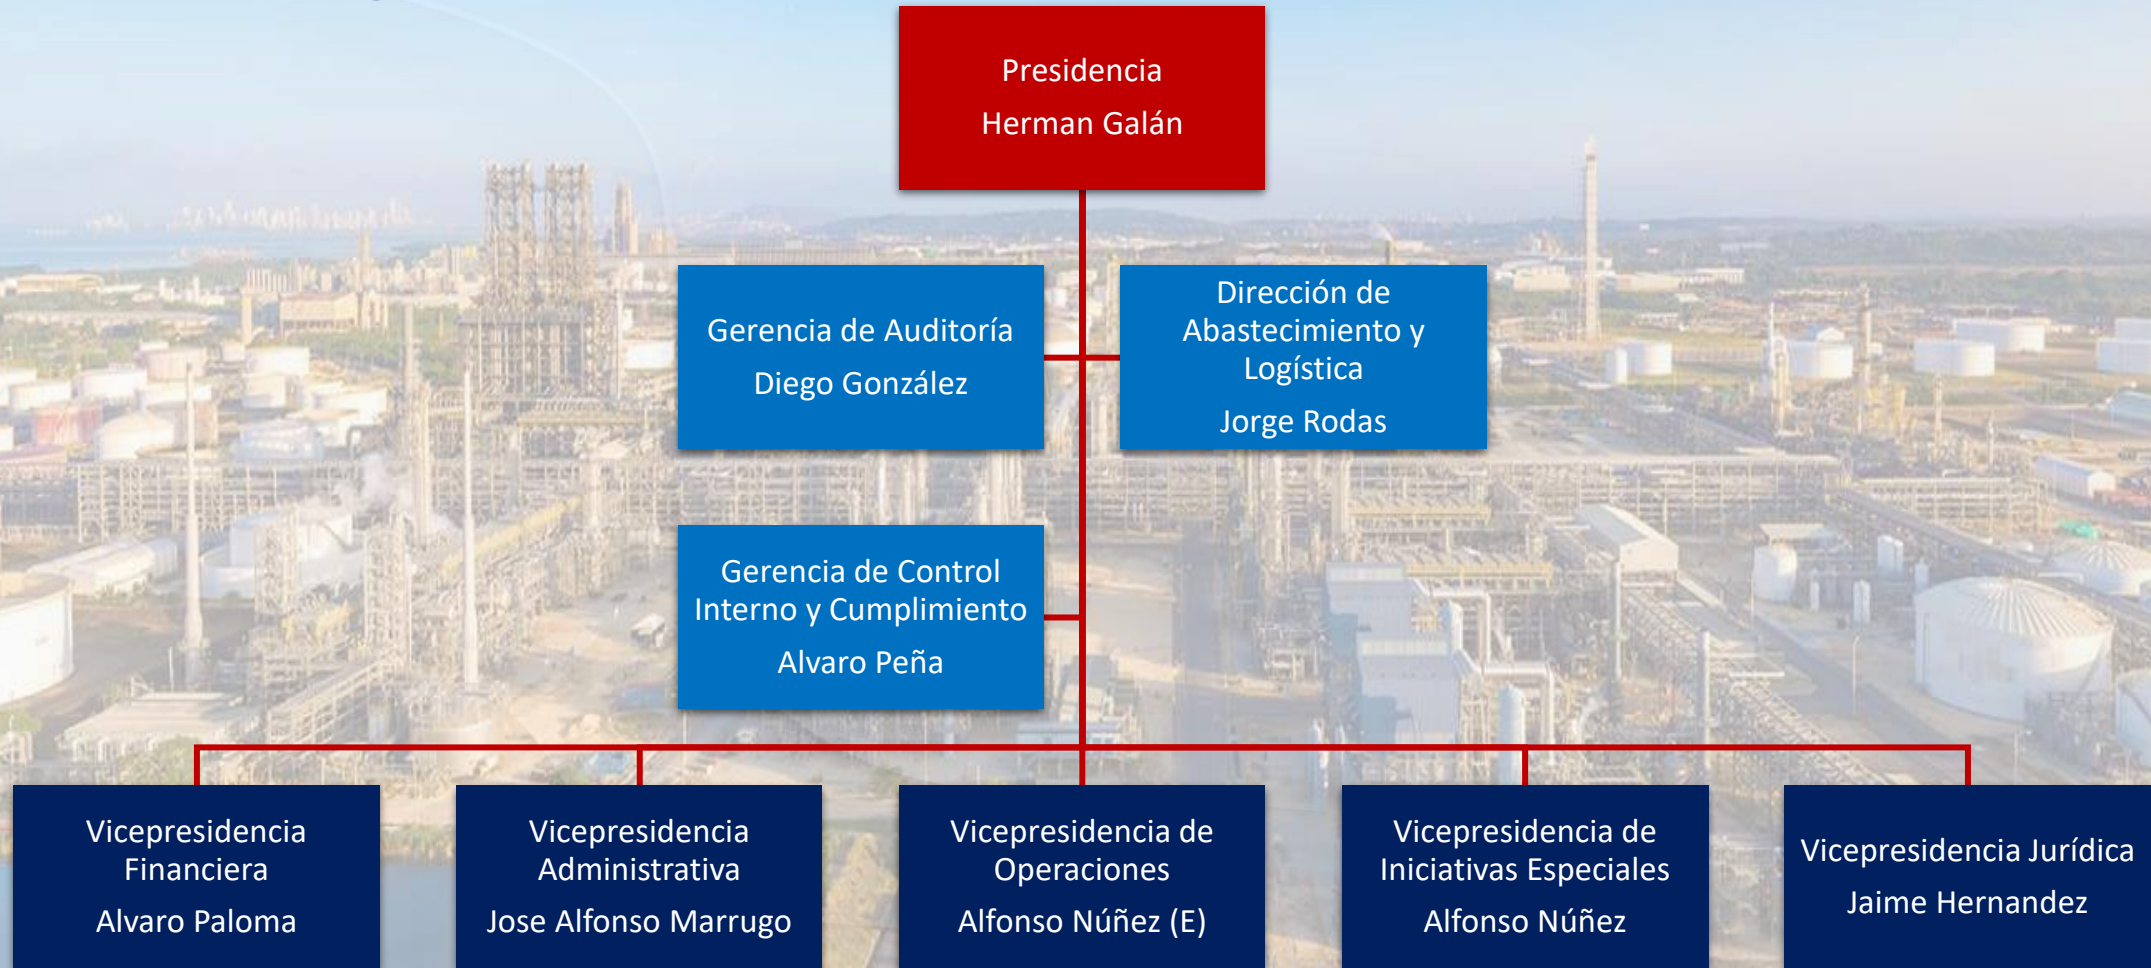 Presidencia
Herman Galán
Gerencia de Auditoría
Diego González
Dirección de
Abastecimiento y
Logística
Jorge Rodas
Gerencia de Control
Interno y Cumplimiento
Alvaro Peña
Vicepresidencia
Financiera
Alvaro Paloma
Vicepresidencia
Administrativa
Jose Alfonso Marrugo
Vicepresidencia de
Operaciones
Alfonso Núñez (E)
Vicepresidencia de
Iniciativas Especiales
Alfonso Núñez
Vicepresidencia Jurídica
Jaime Hernandez